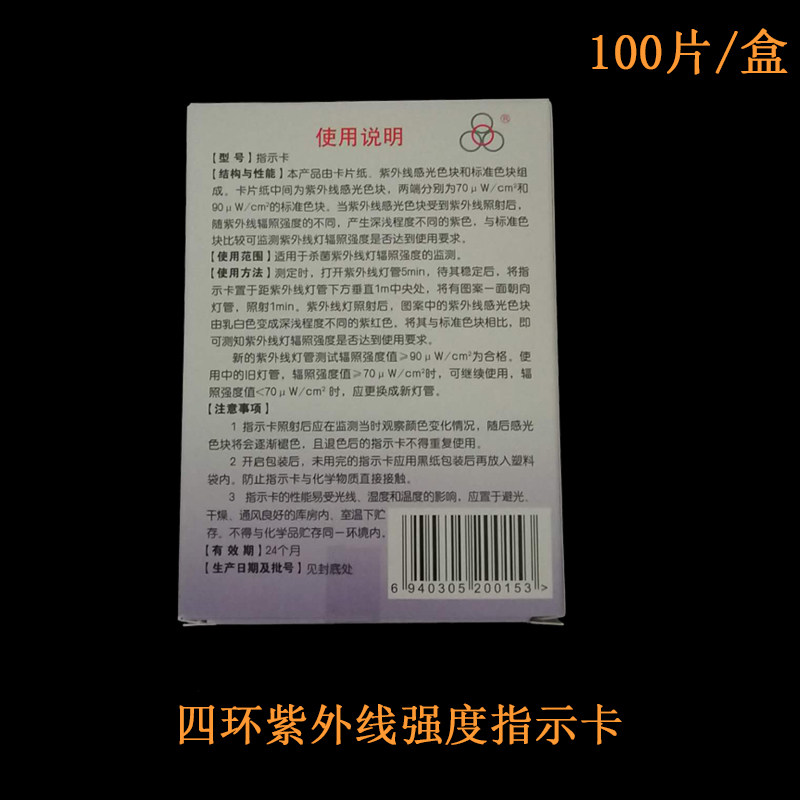 100片/盒
使用说明
®
【型 号】指示卡
【结构与性能】本产品由卡片纸、紫外线感光色块和标准色块组
成。卡片纸中间为紫外线感光色块，两端分别为70μW/cm²和
90μW/cm²的标准色块。当紫外线感光色块受到紫外线照射后，
随紫外线辐照强度的不同，产生深浅程度不同的紫色，与标准色
块比较可监测紫外线灯辐照强度是否达到使用要求。
【使用范围】适用于杀菌紫外线灯辐照强度的监测。
【使用方法】测定时，打开紫外线灯管5min，待其稳定后，将指
示卡置于距紫外线灯管下方垂直1m中央处，将有图案一面朝向
灯管，照射1min。紫外线灯照射后，图案中的紫外线感光色块
由乳白色变成深浅程度不同的紫红色，将其与标准色块相比，即
可测知紫外线灯辐照强度是否达到使用要求。
新的紫外线灯管测试辐照强度值≥90μW/cm²为合格。使
用中的旧灯管，辐照强度值≥70μW/cm²时，可继续使用，辐
照强度值<70μW/cm²时，应更换成新灯管。
【注意事项】
1 指示卡照射后应在监测当时观察颜色变化情况，随后感光
色块将会逐渐褪色，且退色后的指示卡不得重复使用。
2 开启包装后，未用完的指示卡应用黑纸包装后再放入塑料
袋内。防止指示卡与化学物质直接接触。
3 指示卡的性能易受光线、湿度和温度的影响，应置于避光、
干燥、通风良好的库房内、室温下贮
存。不得与化学品贮存同一环境内。
【有 效 期】24个月
【生产日期及批号】见封底处
6 940305 200153 >
四环紫外线强度指示卡